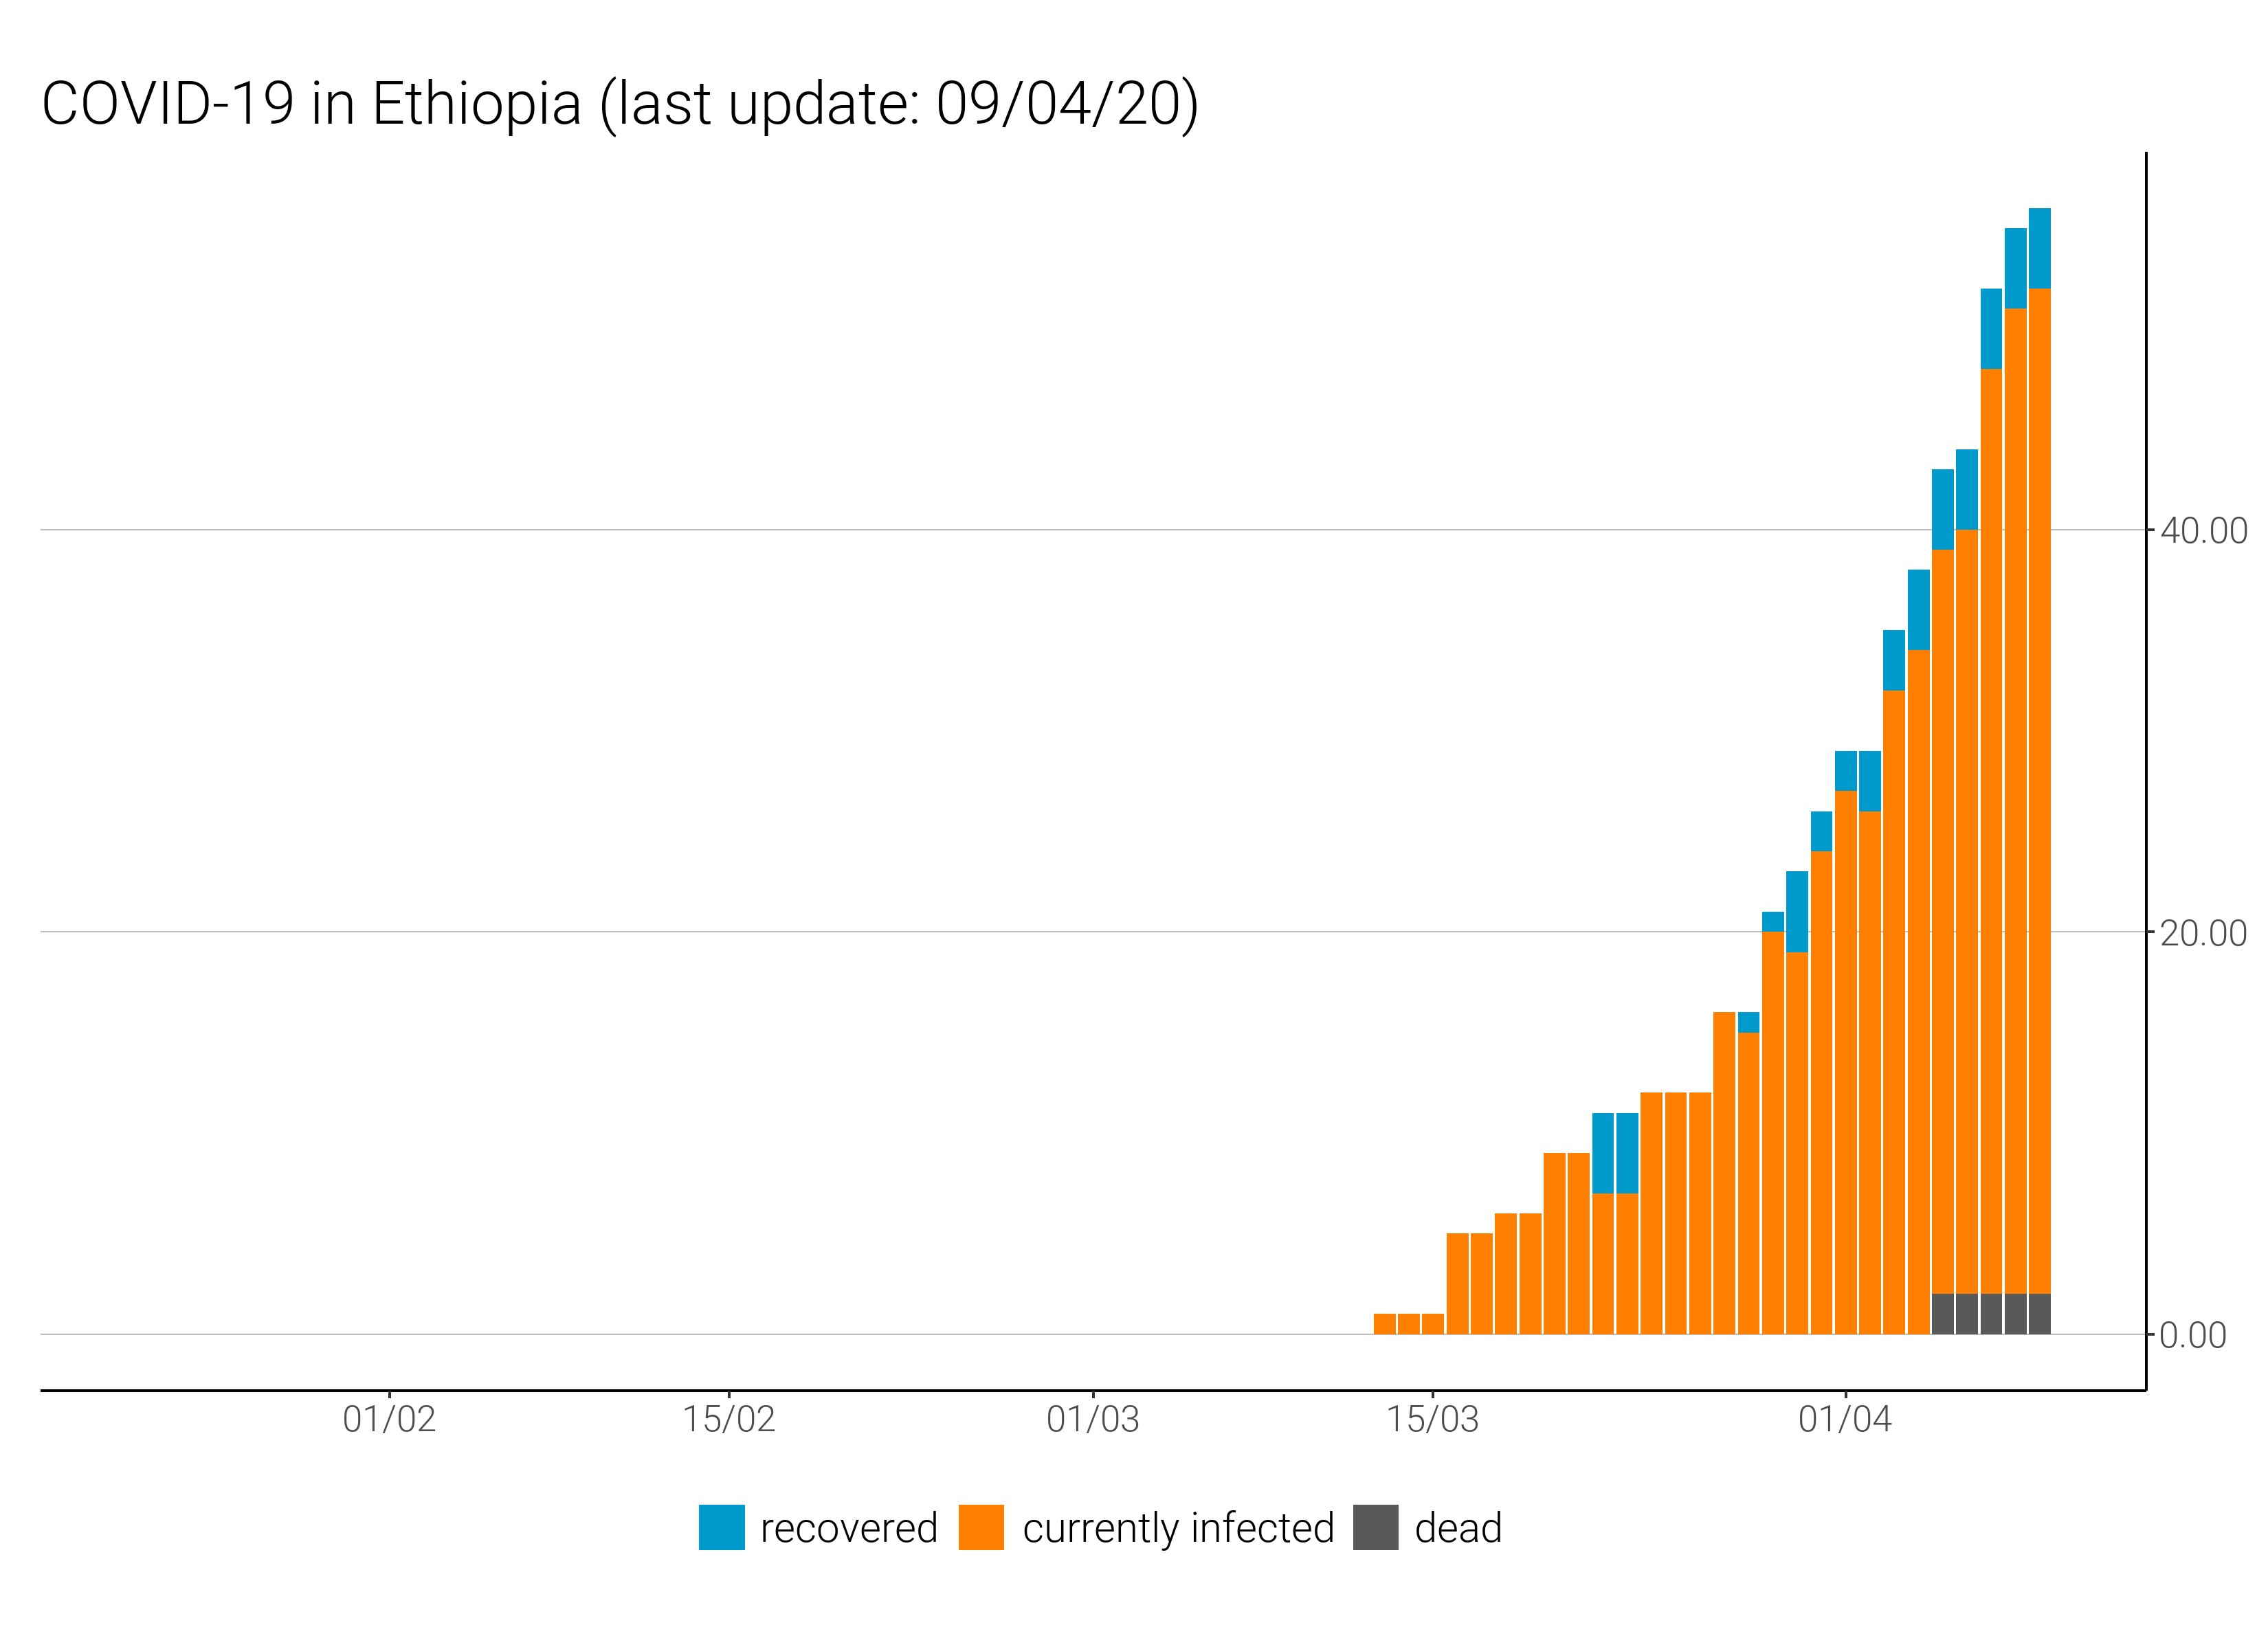 COVID-19 in Ethiopia (last update: 09/04/20)
40.00
20.00
0.00
01/02 15/02 01/03 15/03 01/04
recovered currently infected dead